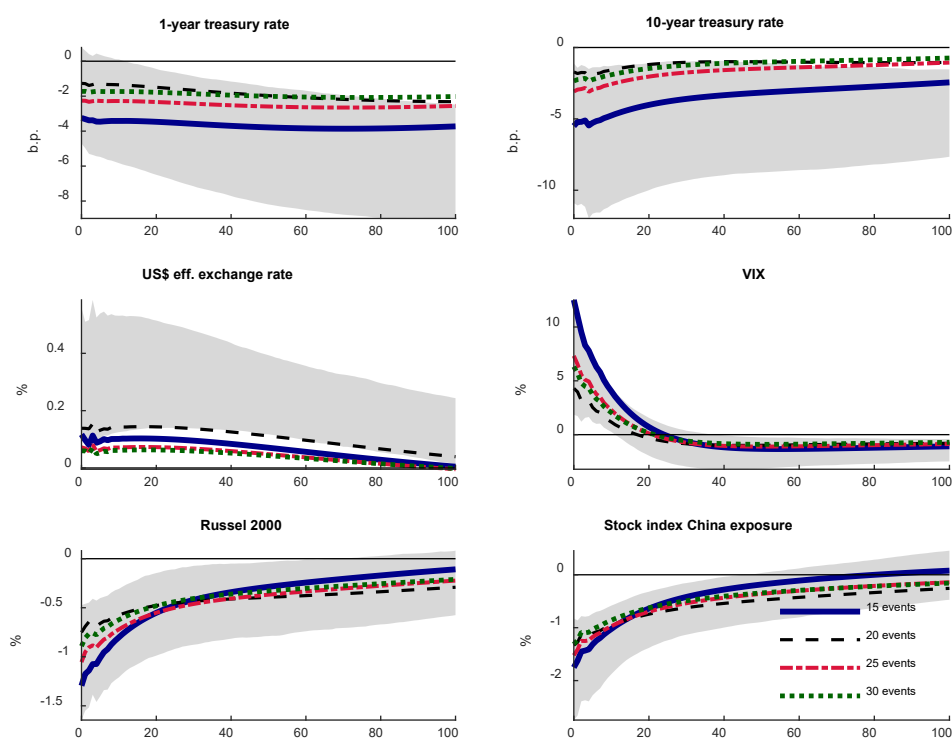 1-year treasury rate
0
-2
-4
-6
-8
b.p.
0 20 40 60 80 100
10-year treasury rate
0
-5
-10
b.p.
0 20 40 60 80 100
US$ eff. exchange rate
0.4
0.2
0
%
0 20 40 60 80 100
VIX
10
5
0
%
0 20 40 60 80 100
Russel 2000
0
-0.5
-1
-1.5
%
0 20 40 60 80 100
Stock index China exposure
0
-1
-2
%
15 events
20 events
25 events
30 events
0 20 40 60 80 100